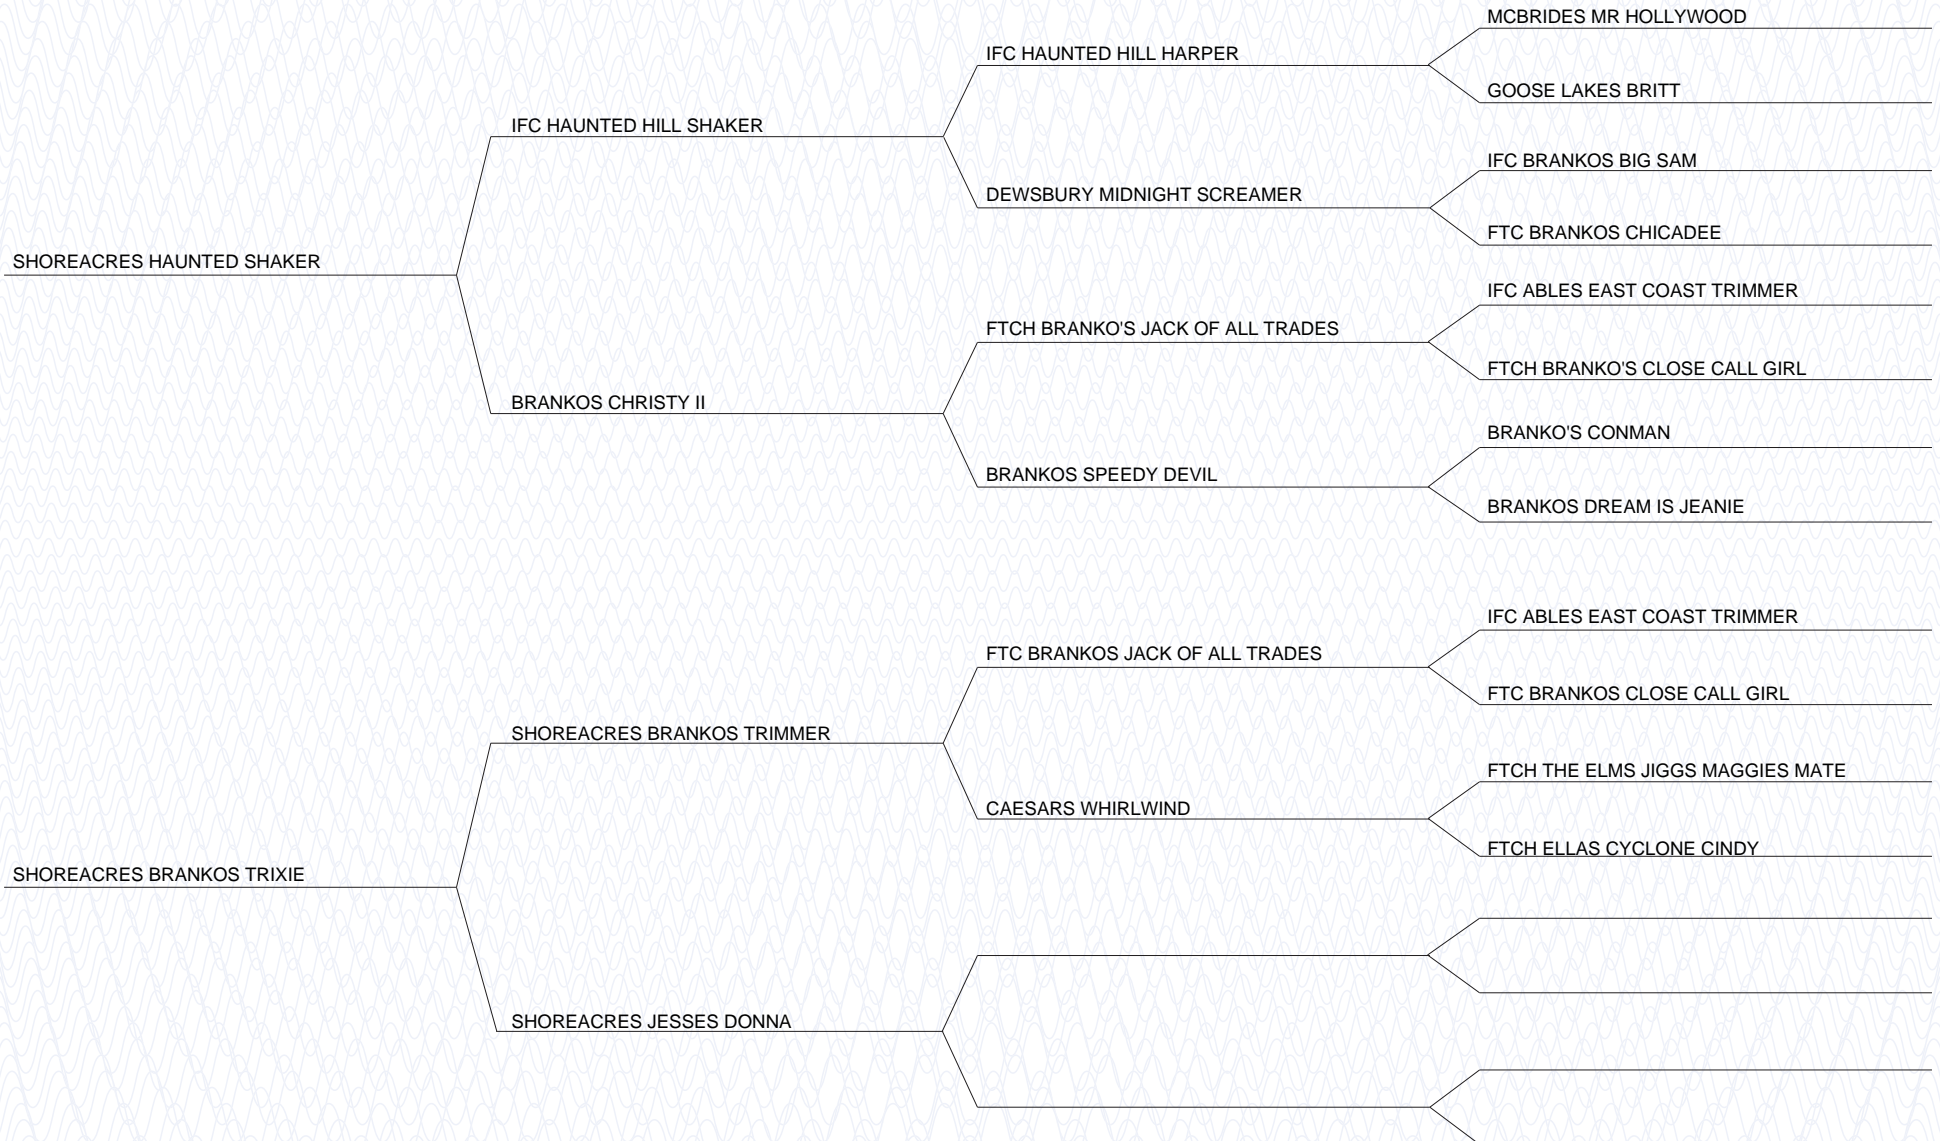 MCBRIDES MR HOLLYWOOD
IFC HAUNTED HILL HARPER
GOOSE LAKES BRITT
IFC HAUNTED HILL SHAKER
IFC BRANKOS BIG SAM
DEWSBURY MIDNIGHT SCREAMER
FTC BRANKOS CHICADEE
SHOREACRES HAUNTED SHAKER
IFC ABLES EAST COAST TRIMMER
FTCH BRANKO'S JACK OF ALL TRADES
FTCH BRANKO'S CLOSE CALL GIRL
BRANKOS CHRISTY II
BRANKO'S CONMAN
BRANKOS SPEEDY DEVIL
BRANKOS DREAM IS JEANIE
IFC ABLES EAST COAST TRIMMER
FTC BRANKOS JACK OF ALL TRADES
FTC BRANKOS CLOSE CALL GIRL
SHOREACRES BRANKOS TRIMMER
FTCH THE ELMS JIGGS MAGGIES MATE
CAESARS WHIRLWIND
FTCH ELLAS CYCLONE CINDY
SHOREACRES BRANKOS TRIXIE
SHOREACRES JESSES DONNA